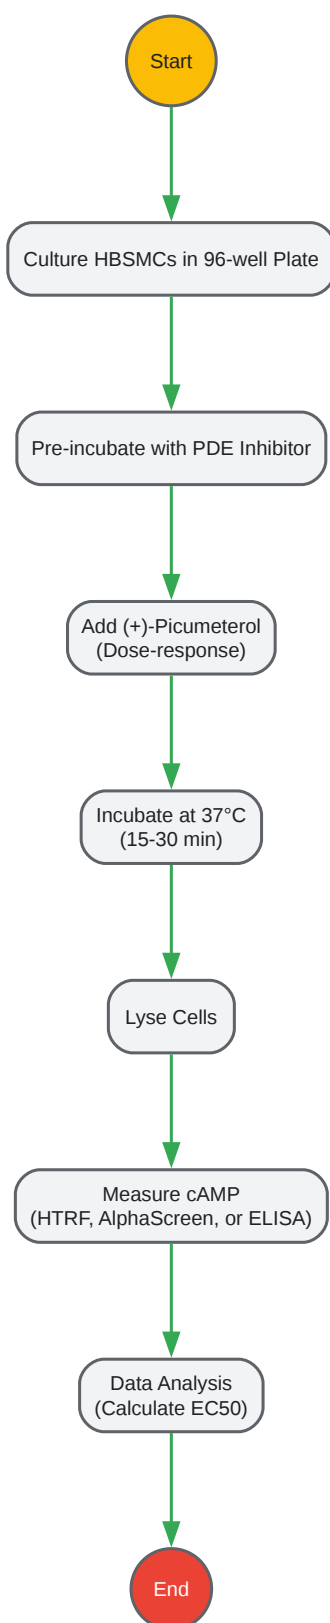 Start
Culture HBSMCs in 96-well Plate
Pre-incubate with PDE Inhibitor
Add (+)-Picumeterol
(Dose-response)
Incubate at 37°C
(15-30 min)
Lyse Cells
Measure cAMP
(HTRF, AlphaScreen, or ELISA)
Data Analysis
(Calculate EC50)
End